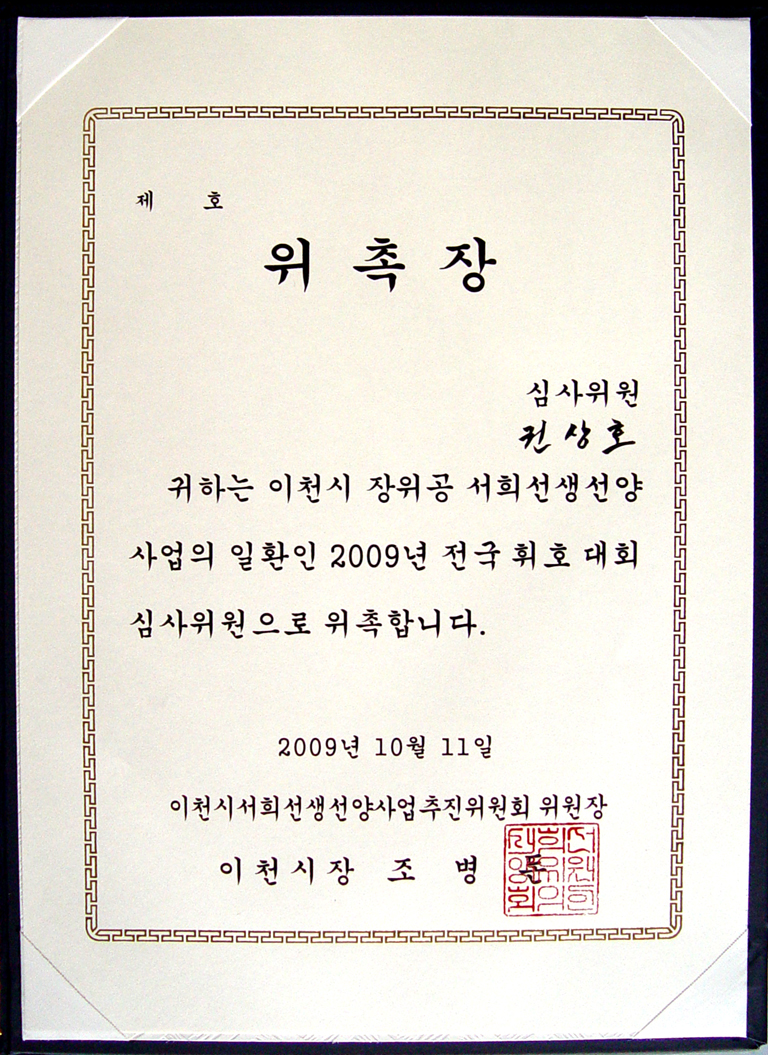 제 호
위 촉 장
심사위원
권상호
귀하는 이천시 장위공 서희선생선양
사업의 일환인 2009년 전국 휘호 대회
심사위원으로 위촉합니다.
2009년 10월 11일
이천시서희선생선양사업추진위원회 위원장
이 천 시 장 조 병 돈